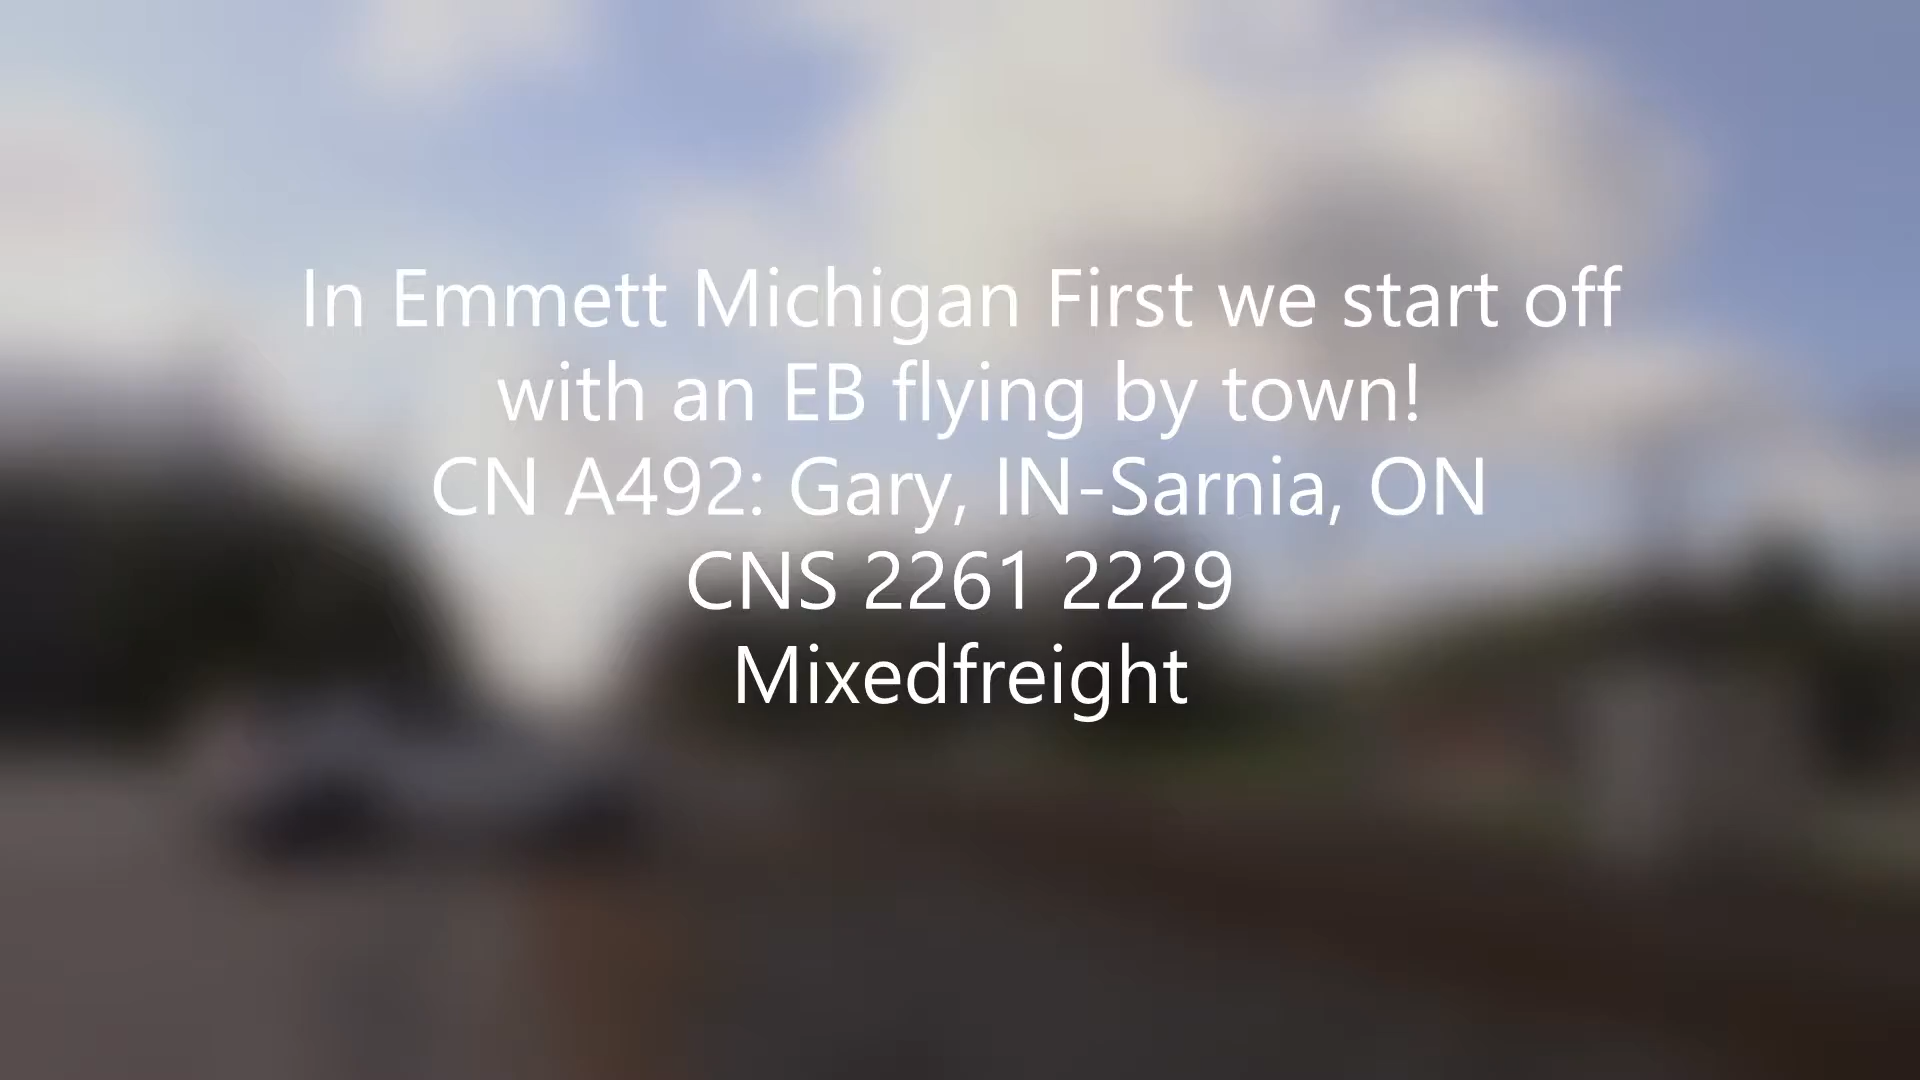 In Emmett Michigan First we start off
with an EB flying by town!
CN A492: Gary, IN-Sarnia, ON
CNS 2261 2229
Mixedfreight